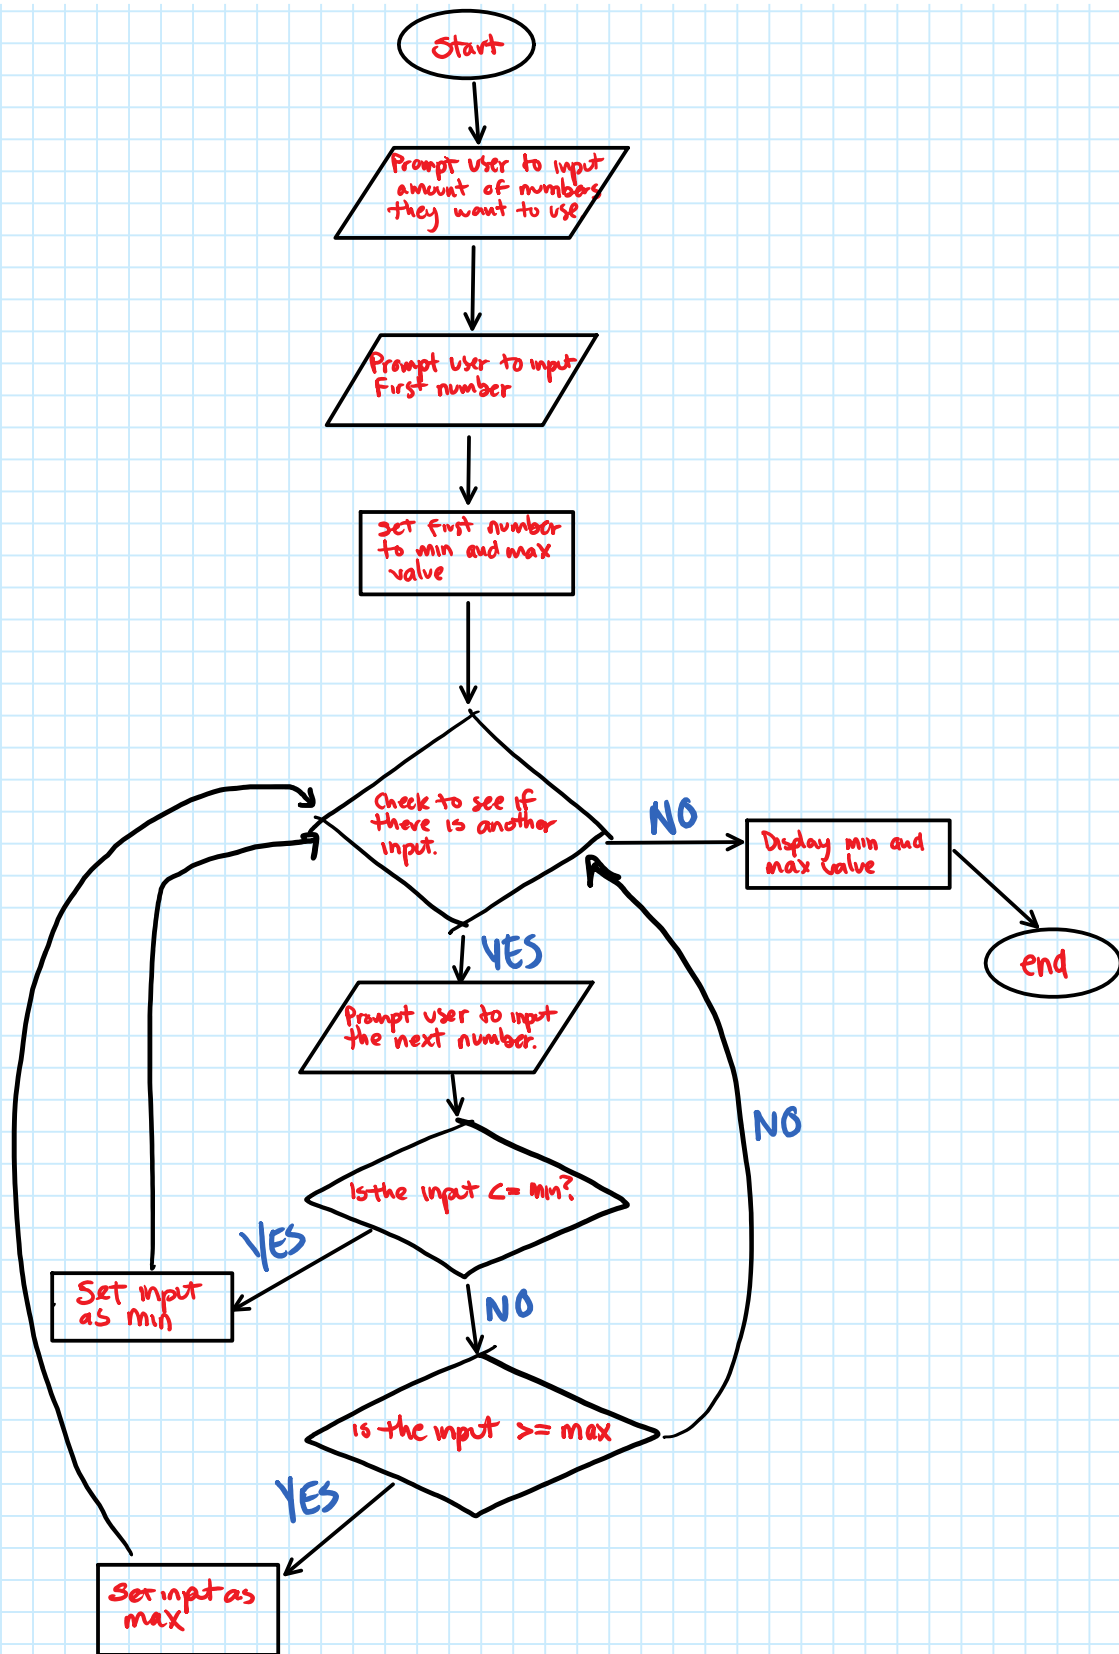 Start
Prompt user to input
amount of numbers
they want to use
Prompt user to input
First number
Set first number
to min and max
value
Check to see if
there is another
input.
NO
Display min and
max value
end
YES
Prompt user to input
the next number.
Is the input <= min?
YES
Set input
as min
NO
NO
is the input >= max
YES
Set input as
max